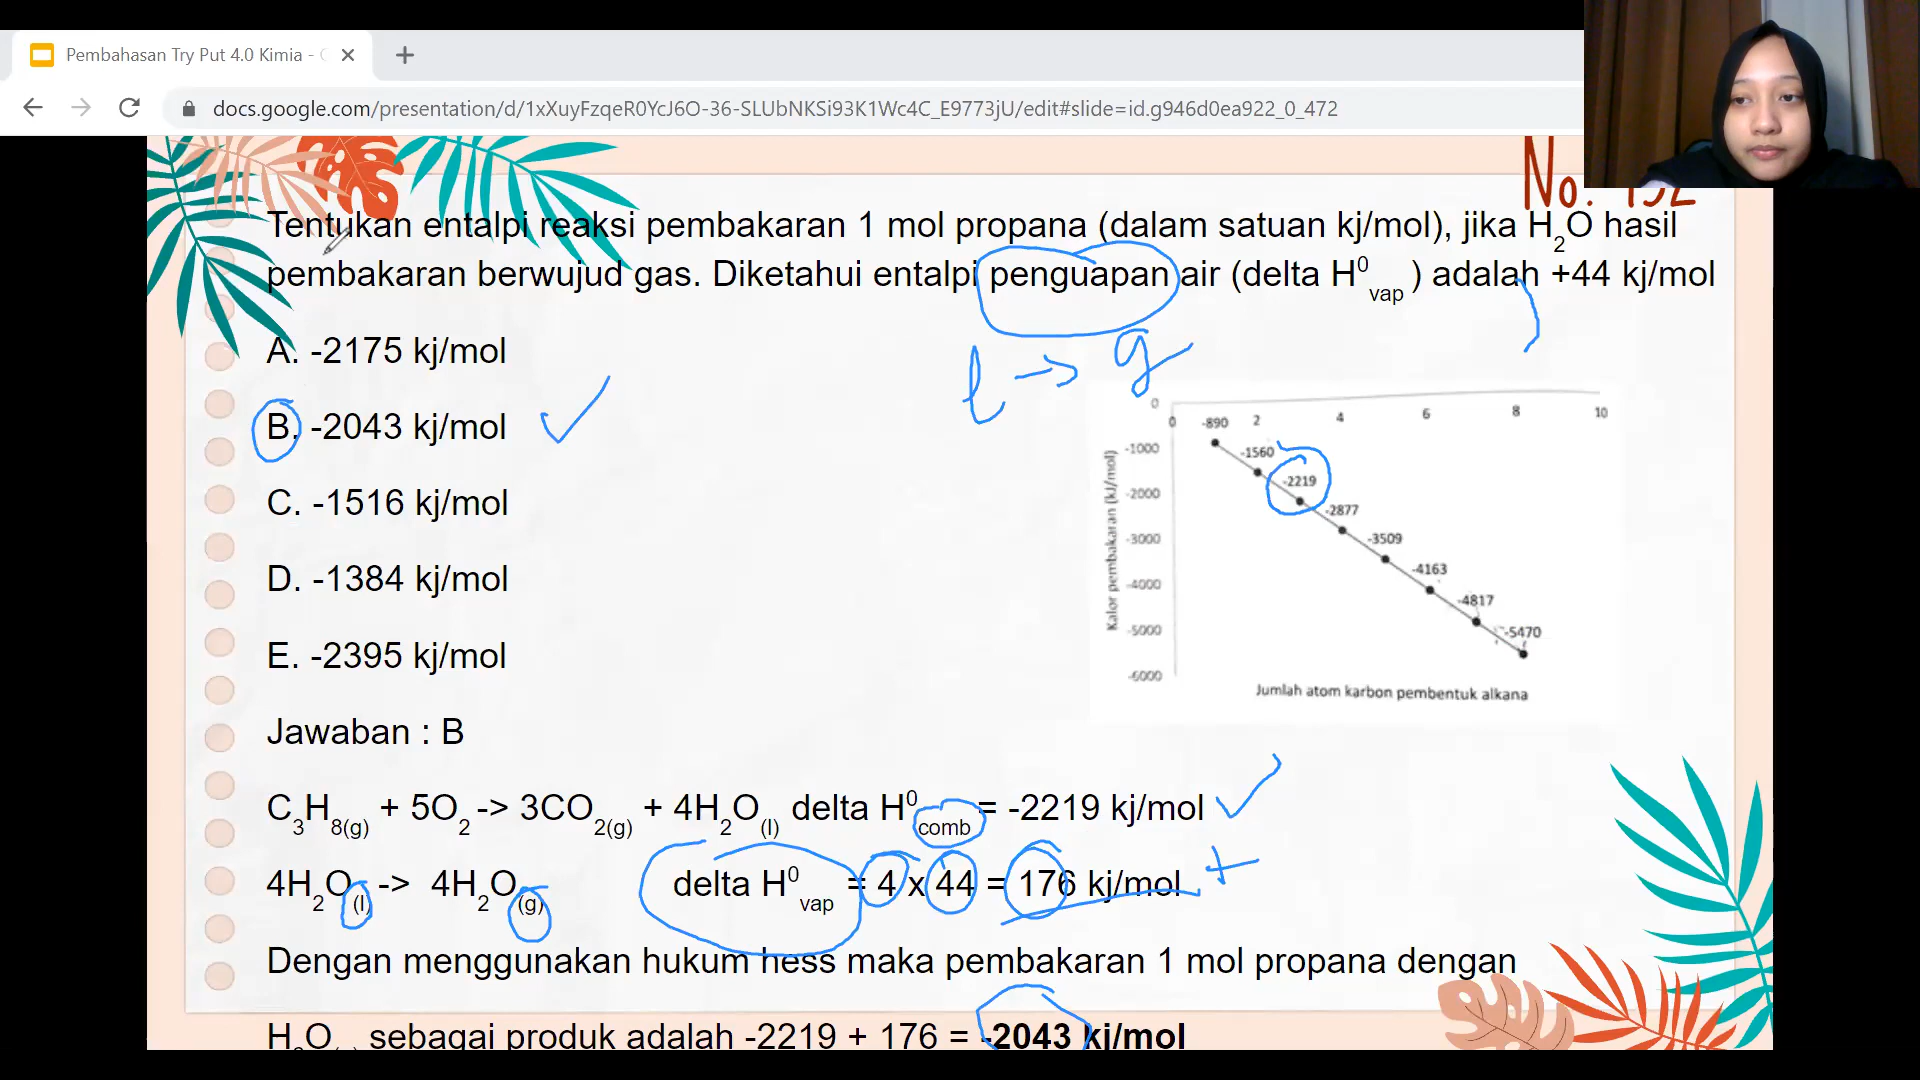 Pembahasan Try Put 4.0 Kimia -
docs.google.com/presentation/d/1xXuyFzqeR0YcJ6O-36-SLUbNKSi93K1Wc4C_E9773jU/edit#slide=id.g946d0ea922_0_472
No.
Tentukan entalpi reaksi pembakaran 1 mol propana (dalam satuan kj/mol), jika H2O hasil
pembakaran berwujud gas. Diketahui entalpi penguapan air (delta H0vap ) adalah +44 kj/mol
l -> g
A. -2175 kj/mol
B. -2043 kj/mol
C. -1516 kj/mol
D. -1384 kj/mol
E. -2395 kj/mol
0
0 2 4 6 8 10
-1000
-2000
-3000
-4000
-5000
-6000
-890
-1560
-2219
-2877
-3509
-4163
-4817
-5470
Kalor pembakaran (kJ/mol)
Jumlah atom karbon pembentuk alkana
Jawaban : B
C3H8(g) + 5O2 -> 3CO2(g) + 4H2O(l) delta H0comb = -2219 kj/mol
4H2O(l) -> 4H2O(g) delta H0vap = 4 x 44 = 176 kj/mol +
Dengan menggunakan hukum hess maka pembakaran 1 mol propana dengan
sebagai produk adalah -2219 + 176 = -2043 kj/mol